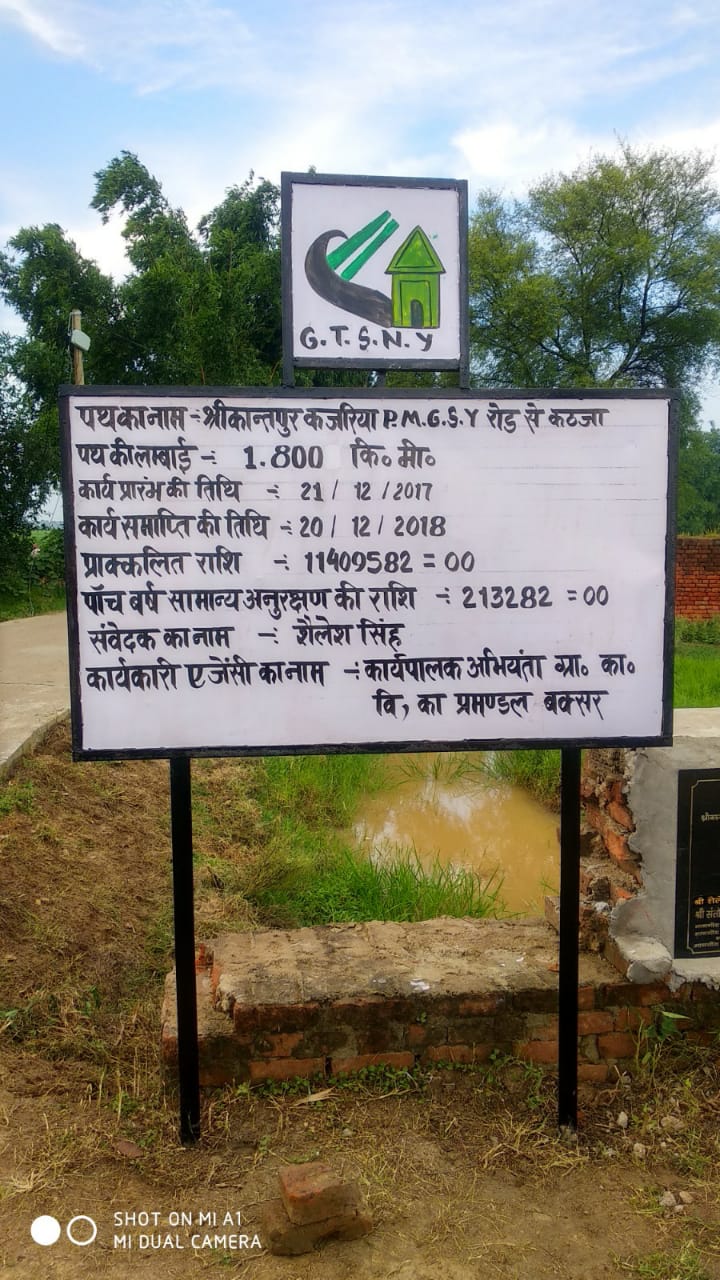 G.T.S.N.Y
पथ का नाम :- श्रीकान्तपुर कजरिया P.M.G.S.Y रोड से कठजा
पथ की लम्बाई :- 1.800 कि० मी०
कार्य प्रारंभ की तिथि :- 21/12/2017
कार्य समाप्ति की तिथि :- 20/12/2018
प्राक्कलित राशि :- 11409582=00
पाँच बर्ष सामान्य अनुरक्षण की राशि :- 213282=00
संवेदक का नाम :- शैलेश सिंह
कार्यकारी एजेंसी का नाम :- कार्यपालक अभियंता ग्रा० का०
वि, का प्रमण्डल बक्सर
SHOT ON MI A1
MI DUAL CAMERA